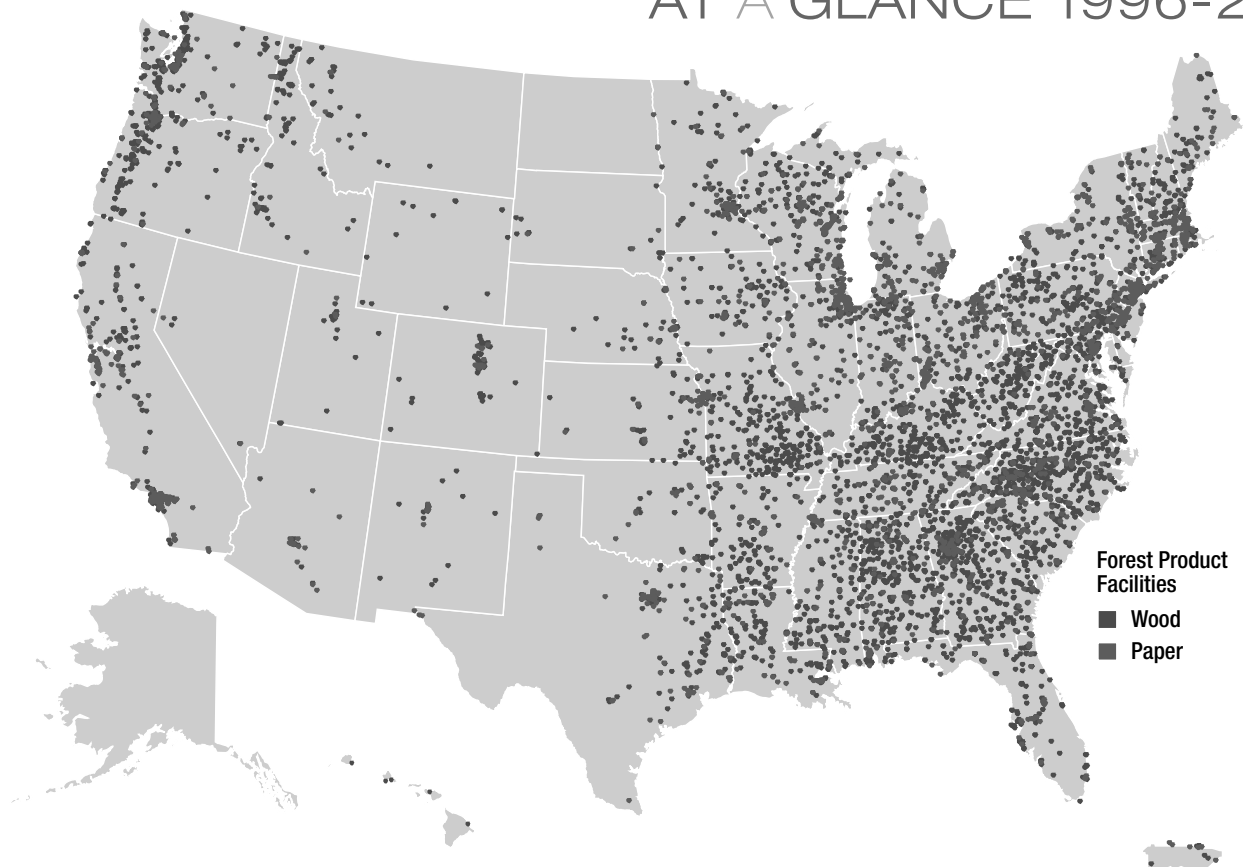 AT A GLANCE 1996-2
Forest Product
Facilities
Wood
Paper